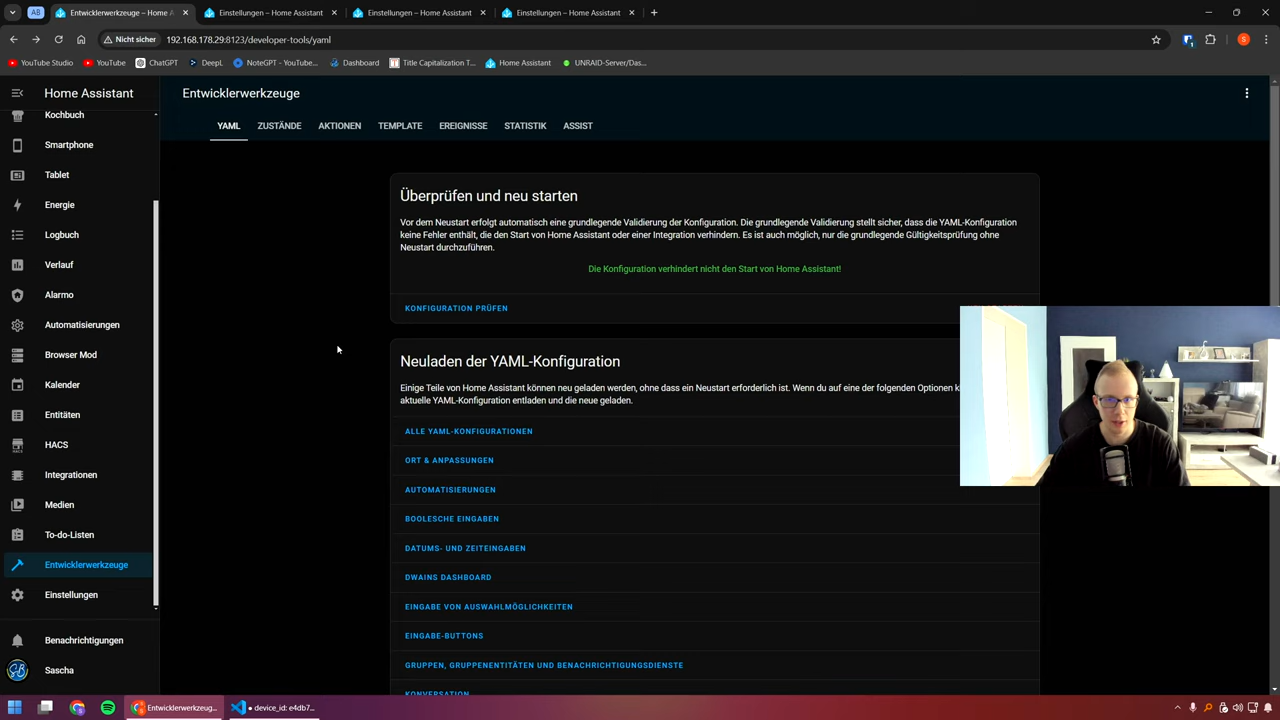 A8
Entwicklerwerkzeuge – Home A
Einstellungen – Home Assistant
Einstellungen – Home Assistant
Einstellungen – Home Assistant
Nicht sicher
192.168.178.29:8123/developer-tools/yaml
1
S
YouTube Studio
YouTube
ChatGPT
DeepL
NoteGPT - YouTube...
Dashboard
Title Capitalization T...
Home Assistant
UNRAID-Server/Das...
Home Assistant
Kochbuch
Smartphone
Tablet
Energie
Logbuch
Verlauf
Alarmo
Automatisierungen
Browser Mod
Kalender
Entitäten
HACS
Integrationen
Medien
To-do-Listen
Entwicklerwerkzeuge
Einstellungen
Benachrichtigungen
Sascha
Entwicklerwerkzeuge
YAML
ZUSTÄNDE
AKTIONEN
TEMPLATE
EREIGNISSE
STATISTIK
ASSIST
Überprüfen und neu starten
Vor dem Neustart erfolgt automatisch eine grundlegende Validierung der Konfiguration. Die grundlegende Validierung stellt sicher, dass die YAML-Konfiguration
keine Fehler enthält, die den Start von Home Assistant oder einer Integration verhindern. Es ist auch möglich, nur die grundlegende Gültigkeitsprüfung ohne
Neustart durchzuführen.
Die Konfiguration verhindert nicht den Start von Home Assistant!
KONFIGURATION PRÜFEN
Neuladen der YAML-Konfiguration
Einige Teile von Home Assistant können neu geladen werden, ohne dass ein Neustart erforderlich ist. Wenn du auf eine der folgenden Optionen k
aktuelle YAML-Konfiguration entladen und die neue geladen.
ALLE YAML-KONFIGURATIONEN
ORT & ANPASSUNGEN
AUTOMATISIERUNGEN
BOOLESCHE EINGABEN
DATUMS- UND ZEITEINGABEN
DWAINS DASHBOARD
EINGABE VON AUSWAHLMÖGLICHKEITEN
EINGABE-BUTTONS
GRUPPEN, GRUPPENENTITÄTEN UND BENACHRICHTIGUNGSDIENSTE
KONVERSATION
Entwicklerwerkzeug...
● device_id: e4db7...